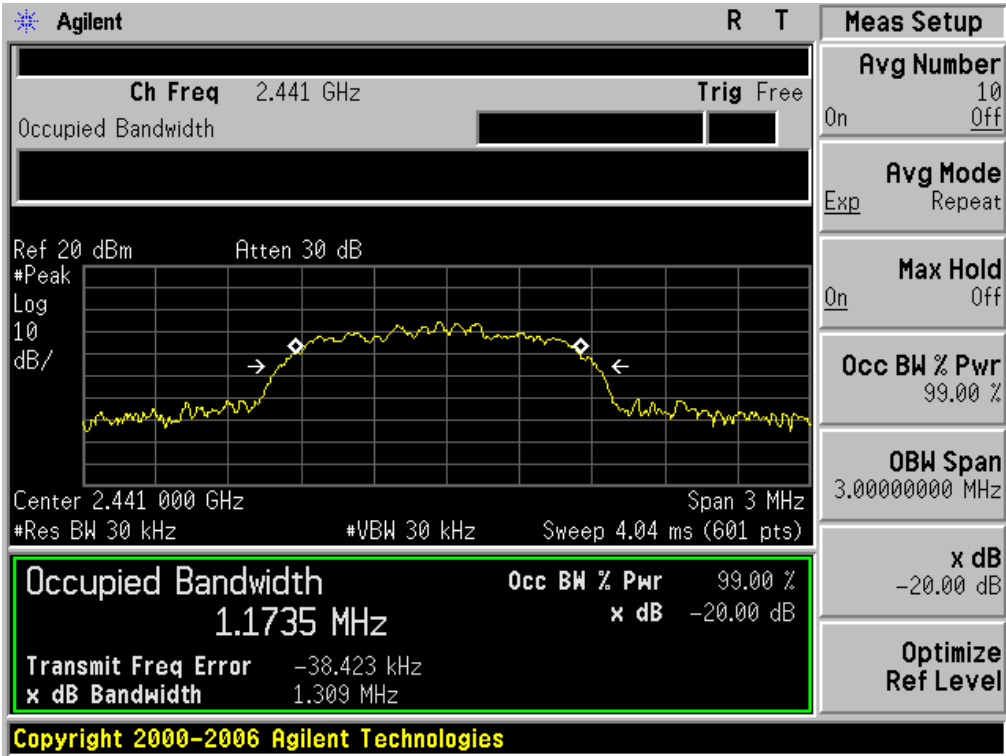 Agilent R T
Ch Freq 2.441 GHz Trig Free
Occupied Bandwidth
Ref 20 dBm Atten 30 dB
#Peak
Log
10
dB/
Center 2.441 000 GHz Span 3 MHz
#Res BW 30 kHz #VBW 30 kHz Sweep 4.04 ms (601 pts)
Occupied Bandwidth
1.1735 MHz
Occ BW % Pwr 99.00 %
x dB -20.00 dB
Transmit Freq Error -38.423 kHz
x dB Bandwidth 1.309 MHz
Copyright 2000-2006 Agilent Technologies
Meas Setup
Avg Number
10
On Off
Avg Mode
Exp Repeat
Max Hold
On Off
Occ BW % Pwr
99.00 %
OBW Span
3.00000000 MHz
x dB
-20.00 dB
Optimize
Ref Level